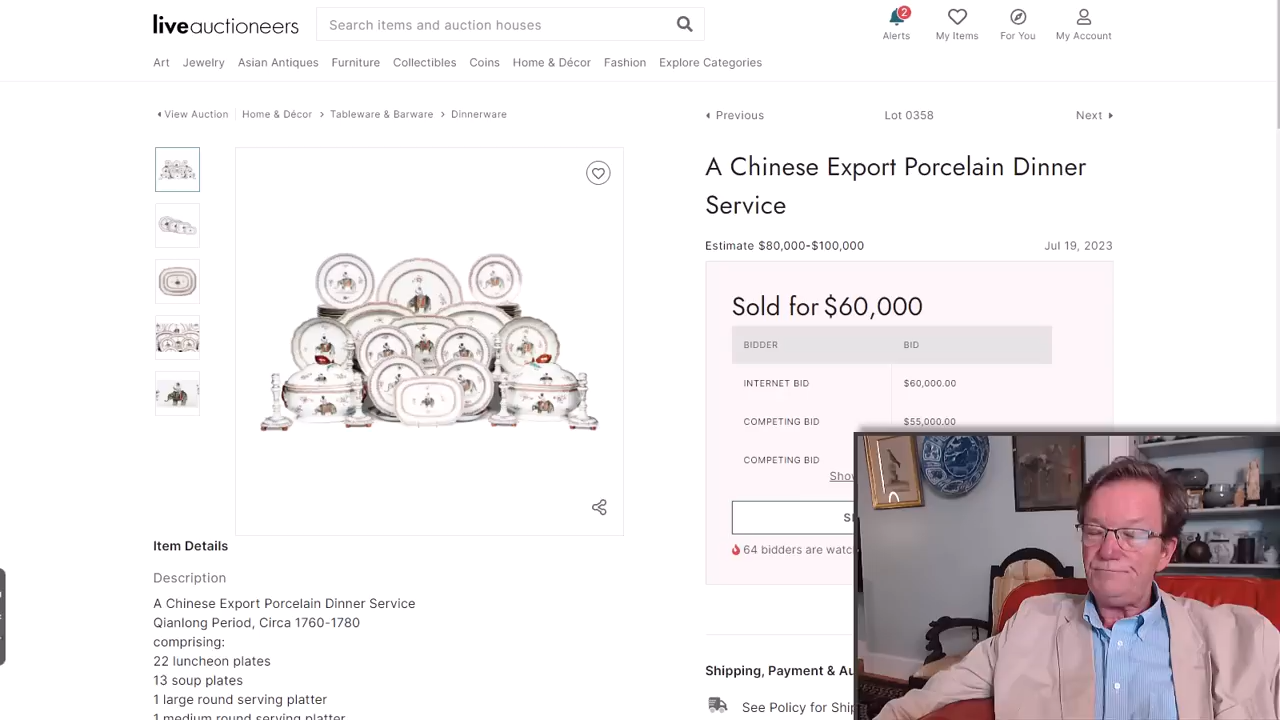 liveauctioneers
Search items and auction houses
2
Alerts
My Items
For You
My Account
Art
Jewelry
Asian Antiques
Furniture
Collectibles
Coins
Home & Décor
Fashion
Explore Categories
View Auction
Home & Décor
Tableware & Barware
Dinnerware
Previous
Lot 0358
Next
A Chinese Export Porcelain Dinner
Service
Estimate $80,000-$100,000
Jul 19, 2023
Sold for $60,000
BIDDER
BID
INTERNET BID
$60,000.00
COMPETING BID
$55,000.00
COMPETING BID
64 bidders are
Shipping, Payment &
See Policy for
Item Details
Description
A Chinese Export Porcelain Dinner Service
Qianlong Period, Circa 1760-1780
comprising:
22 luncheon plates
13 soup plates
1 large round serving platter
1 medium round serving platter